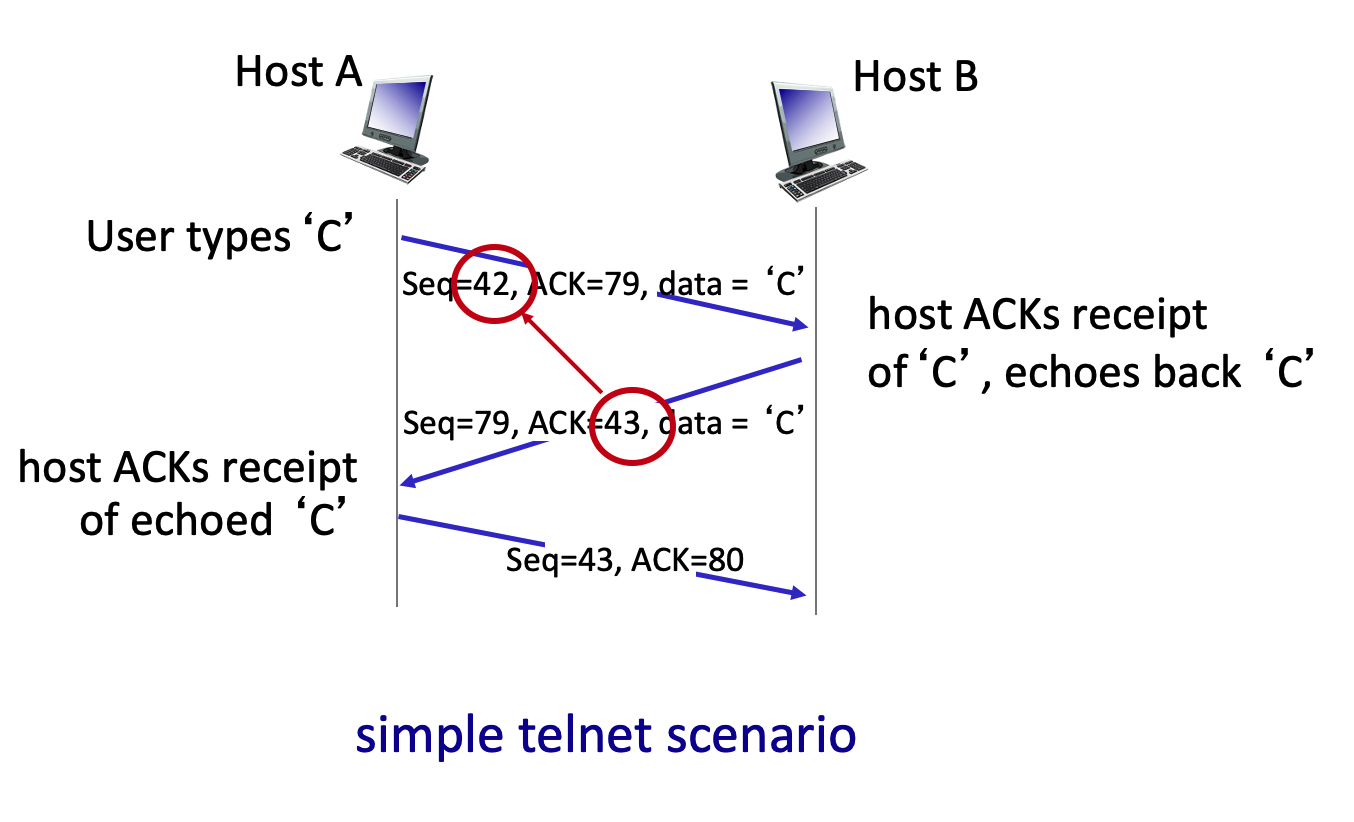 Host A
Host B
User types ‘C’
Seq=42, ACK=79, data = ‘C’
host ACKs receipt
of ‘C’, echoes back ‘C’
Seq=79, ACK=43, data = ‘C’
host ACKs receipt
of echoed ‘C’
Seq=43, ACK=80
simple telnet scenario